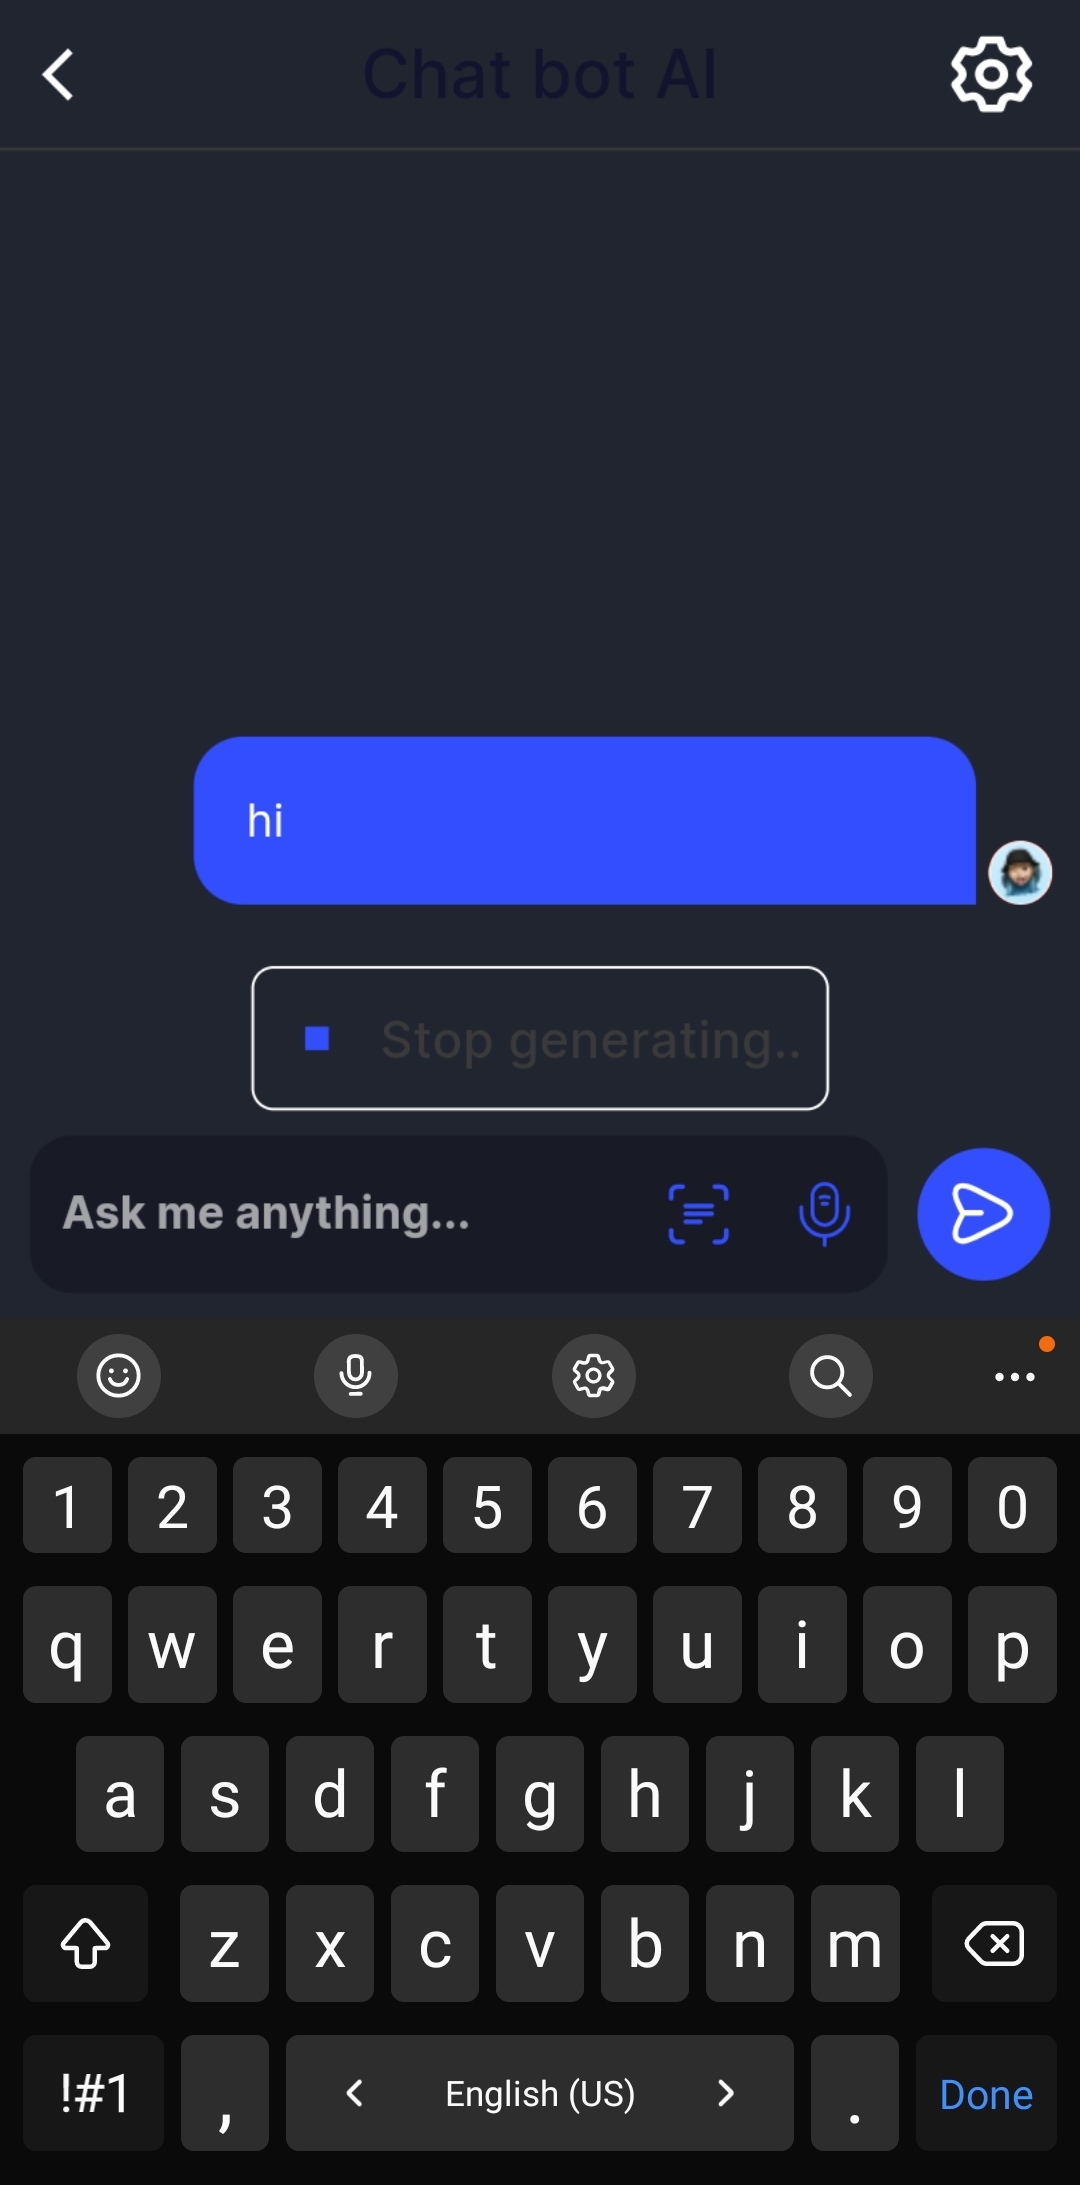 Chat bot AI
hi
Stop generating..
Ask me anything...
1 2 3 4 5 6 7 8 9 0
q w e r t y u i o p
a s d f g h j k l
z x c v b n m
!#1 , English (US) . Done